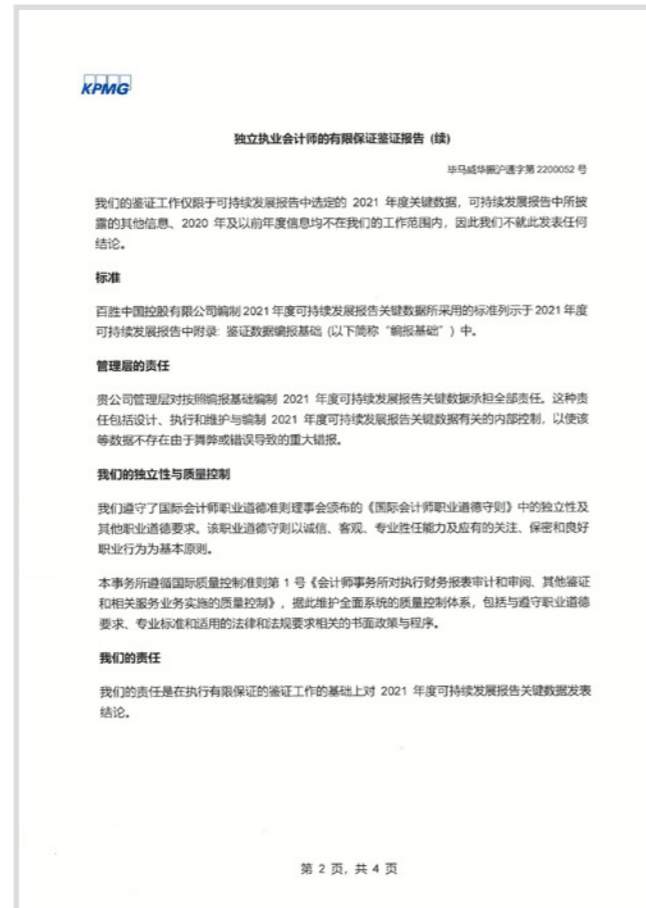 KPMG
独立执业会计师的有限保证鉴证报告 (续)
毕马威华振沪通字第 2200052 号
我们的鉴证工作仅限于可持续发展报告中选定的 2021 年度关键数据，可持续发展报告中所披
露的其他信息、2020 年及以前年度信息均不在我们的工作范围内，因此我们不就此发表任何
结论。
标准
百胜中国控股有限公司编制 2021 年度可持续发展报告关键数据所采用的标准列示于 2021 年度
可持续发展报告中附录: 鉴证数据编报基础 (以下简称 “编报基础” ) 中。
管理层的责任
贵公司管理层对按照编报基础编制 2021 年度可持续发展报告关键数据承担全部责任。这种责
任包括设计、执行和维护与编制 2021 年度可持续发展报告关键数据有关的内部控制，以使该
等数据不存在由于舞弊或错误导致的重大错报。
我们的独立性与质量控制
我们遵守了国际会计师职业道德准则理事会颁布的《国际会计师职业道德守则》中的独立性及
其他职业道德要求。该职业道德守则以诚信、客观、专业胜任能力及应有的关注、保密和良好
职业行为为基本原则。
本事务所遵循国际质量控制准则第 1 号《会计师事务所对执行财务报表审计和审阅、其他鉴证
和相关服务业务实施的质量控制》，据此维护全面系统的质量控制体系，包括与遵守职业道德
要求、专业标准和适用的法律和法规要求相关的书面政策与程序。
我们的责任
我们的责任是在执行有限保证的鉴证工作的基础上对 2021 年度可持续发展报告关键数据发表
结论。
第 2 页, 共 4 页